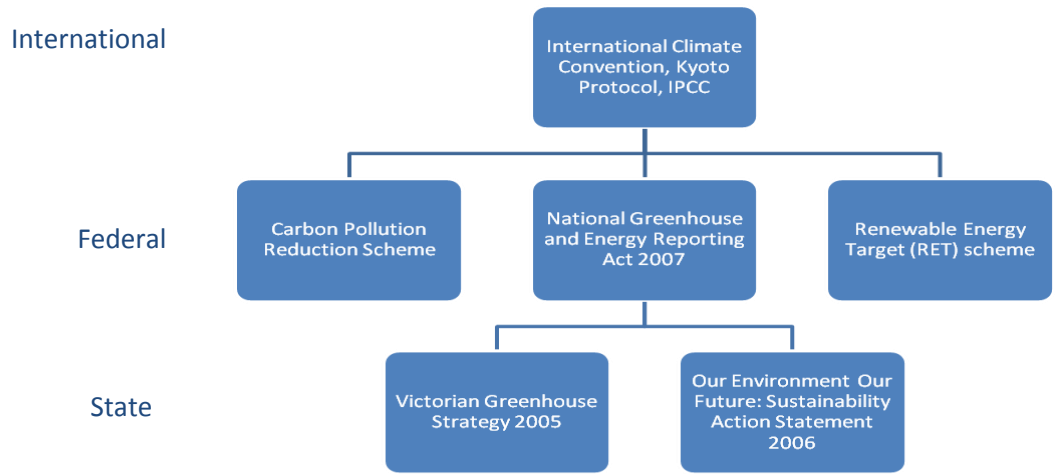 International
International Climate
Convention, Kyoto
Protocol, IPCC
Federal
Carbon Pollution
Reduction Scheme
National Greenhouse
and Energy Reporting
Act 2007
Renewable Energy
Target (RET) scheme
State
Victorian Greenhouse
Strategy 2005
Our Environment Our
Future: Sustainability
Action Statement
2006